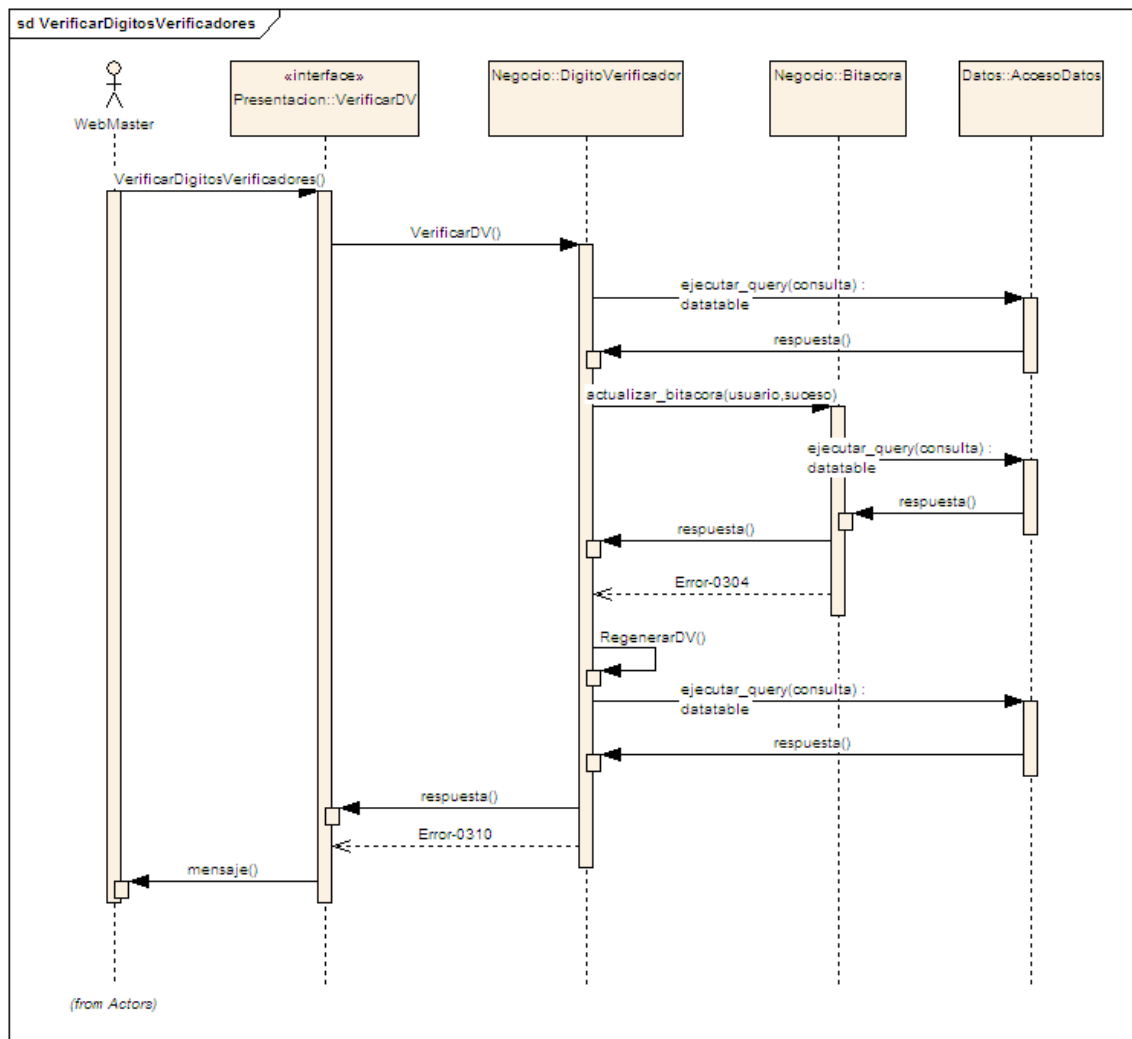 sd VerificarDigitosVerificadores
WebMaster
«interface»
Presentacion::VerificarDV
Negocio::DigitoVerificador
Negocio::Bitacora
Datos::AccesoDatos
VerificarDigitosVerificadores()
VerificarDV()
ejecutar_query(consulta) :
datatable
respuesta()
actualizar_bitacora(usuario,suceso)
ejecutar_query(consulta) :
datatable
respuesta()
respuesta()
Error-0304
RegenerarDV()
ejecutar_query(consulta) :
datatable
respuesta()
respuesta()
Error-0310
mensaje()
(from Actors)